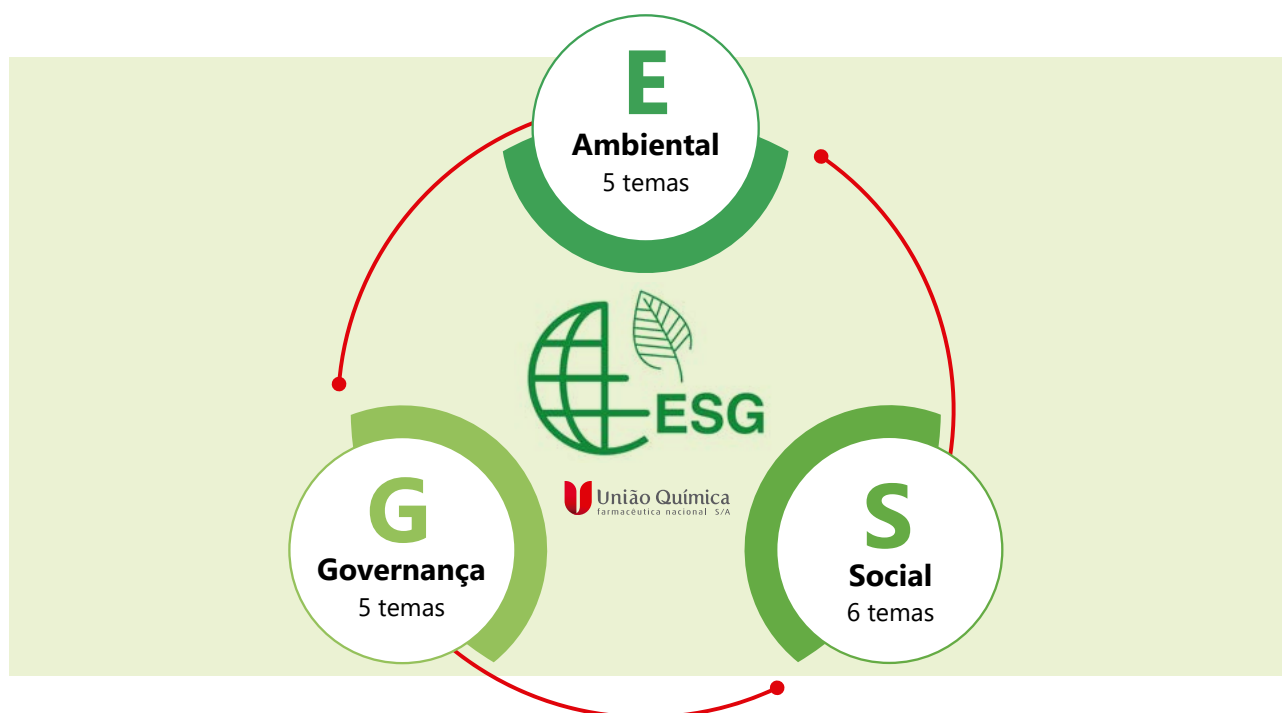 E
Ambiental
5 temas
ESG
União Química
farmacêutica nacional S/A
G
Governança
5 temas
S
Social
6 temas